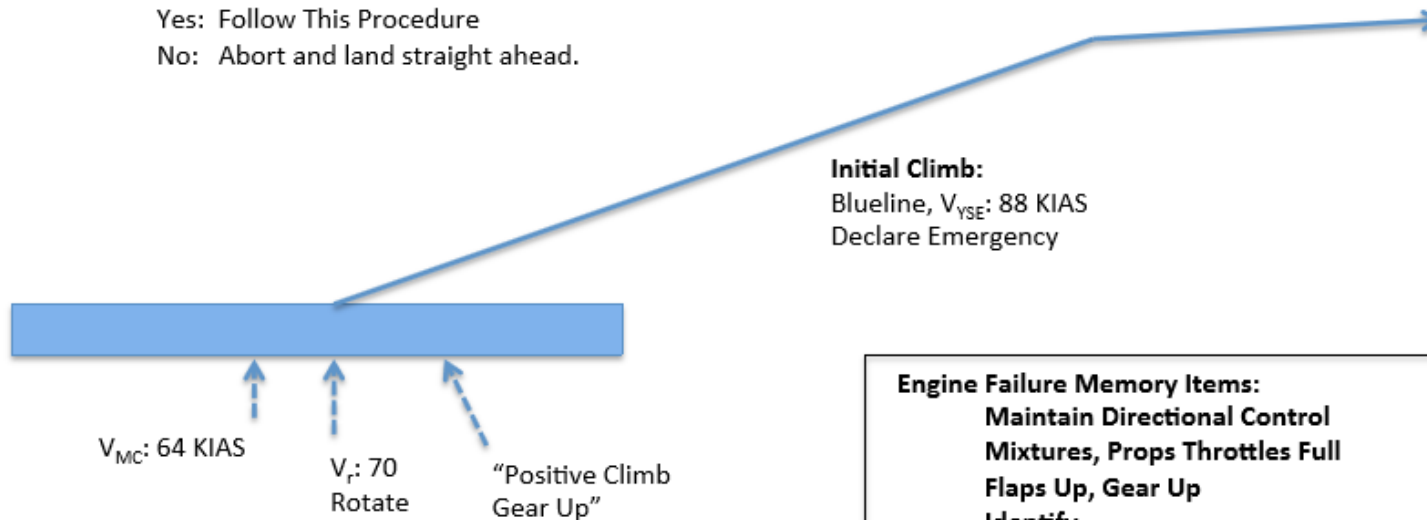 Yes: Follow This Procedure
No: Abort and land straight ahead.
Initial Climb:
Blueline, VYSE: 88 KIAS
Declare Emergency
VMC: 64 KIAS
Vr: 70
Rotate
“Positive Climb
Gear Up”
Engine Failure Memory Items:
Maintain Directional Control
Mixtures, Props Throttles Full
Flaps Up, Gear Up
Identify